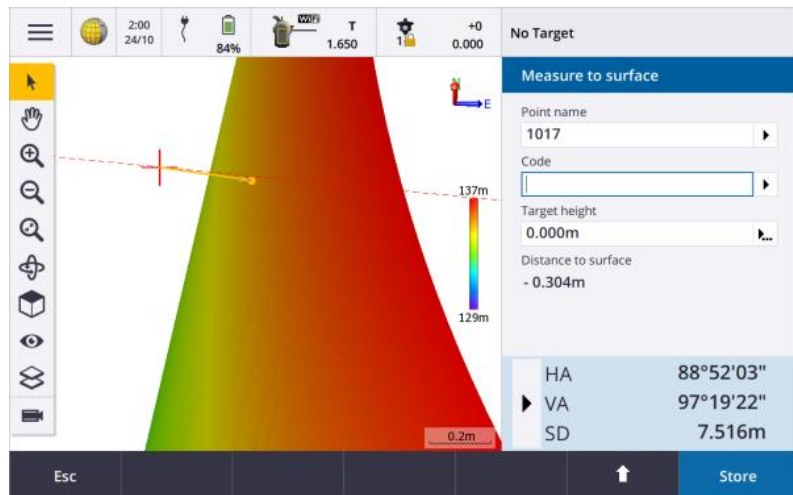 2:00
24/10
84%
WiFi
T
1.650
1
+0
0.000
No Target
Measure to surface
Point name
1017
Code
Target height
0.000m
...
Distance to surface
- 0.304m
N
E
137m
129m
0.2m
HA 88°52'03"
VA 97°19'22"
SD 7.516m
Esc
Store